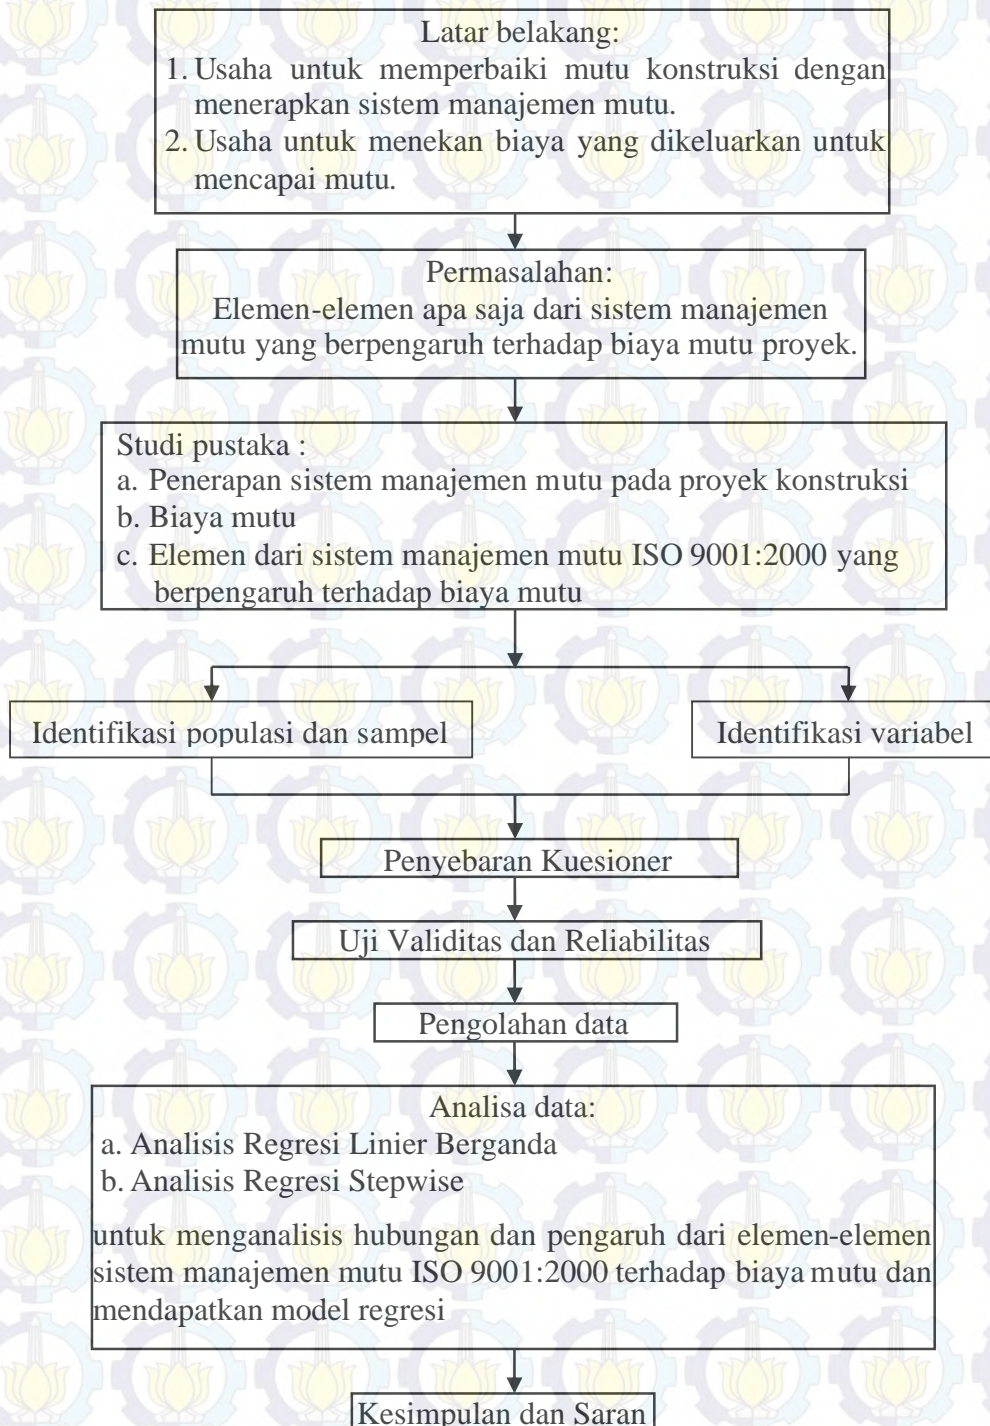 Latar belakang:
1. Usaha untuk memperbaiki mutu konstruksi dengan
menerapkan sistem manajemen mutu.
2. Usaha untuk menekan biaya yang dikeluarkan untuk
mencapai mutu.
Permasalahan:
Elemen-elemen apa saja dari sistem manajemen
mutu yang berpengaruh terhadap biaya mutu proyek.
Studi pustaka :
a. Penerapan sistem manajemen mutu pada proyek konstruksi
b. Biaya mutu
c. Elemen dari sistem manajemen mutu ISO 9001:2000 yang
berpengaruh terhadap biaya mutu
Identifikasi populasi dan sampel
Identifikasi variabel
Penyebaran Kuesioner
Uji Validitas dan Reliabilitas
Pengolahan data
Analisa data:
a. Analisis Regresi Linier Berganda
b. Analisis Regresi Stepwise
untuk menganalisis hubungan dan pengaruh dari elemen-elemen
sistem manajemen mutu ISO 9001:2000 terhadap biaya mutu dan
mendapatkan model regresi
Kesimpulan dan Saran